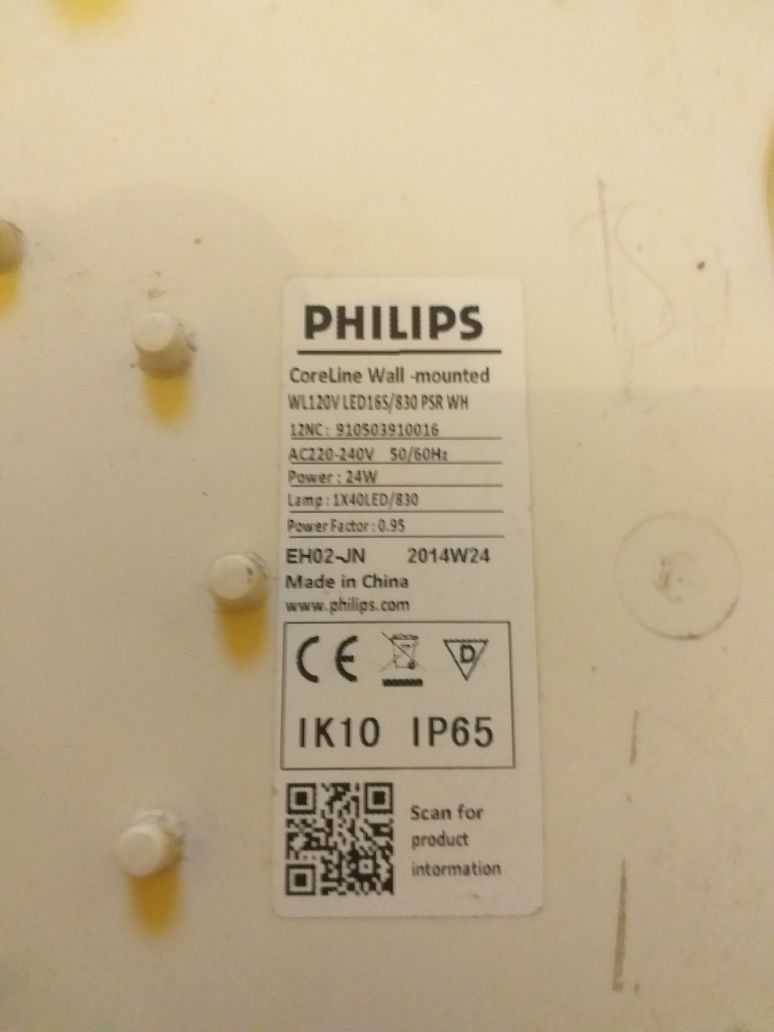 PHILIPS
CoreLine Wall -mounted
WL120V LED16S/830 PSR WH
12NC: 910503910016
AC220-240V 50/60Hz
Power : 24W
Lamp : 1X40LED/830
Power Factor : 0.95
EH02-JN 2014W24
Made in China
www.philips.com
CE D
IK10 IP65
Scan for
product
information